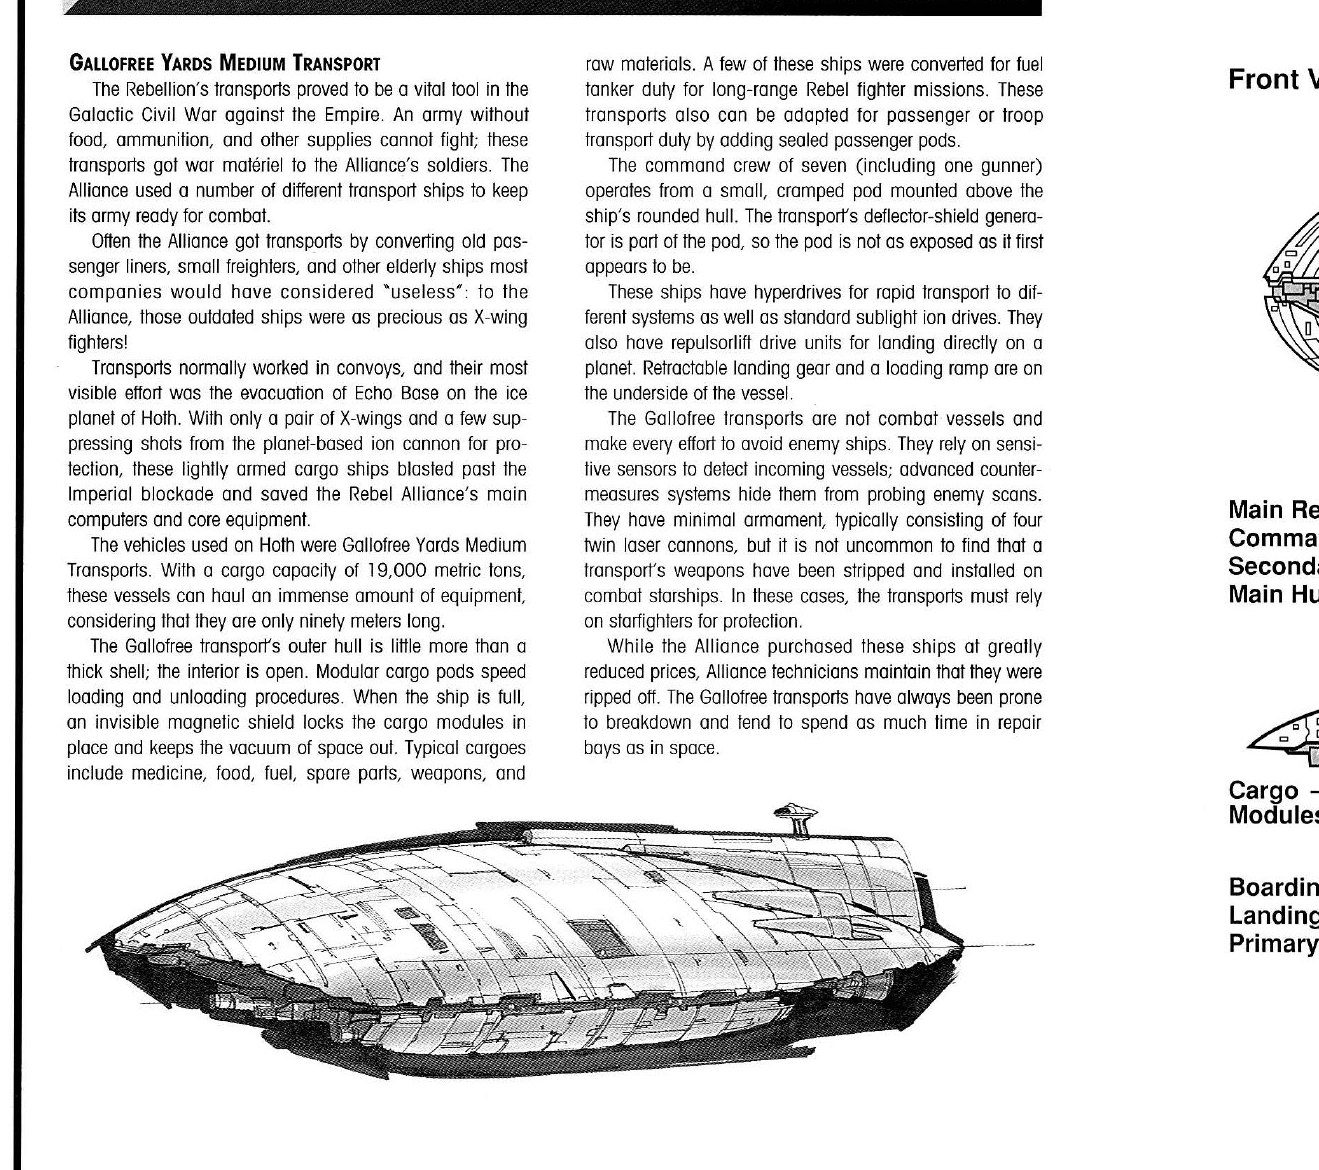 GALLOFREE YARDS MEDIUM TRANSPORT
The Rebellion's transports proved to be a vital tool in the
Galactic Civil War against the Empire. An army without
food, ammunition, and other supplies cannot fight; these
transports got war matériel to the Alliance's soldiers. The
Alliance used a number of different transport ships to keep
its army ready for combat.
Often the Alliance got transports by converting old pas-
senger liners, small freighters, and other elderly ships most
companies would have considered "useless": to the
Alliance, those outdated ships were as precious as X-wing
fighters!
Transports normally worked in convoys, and their most
visible effort was the evacuation of Echo Base on the ice
planet of Hoth. With only a pair of X-wings and a few sup-
pressing shots from the planet-based ion cannon for pro-
tection, these lightly armed cargo ships blasted past the
Imperial blockade and saved the Rebel Alliance's main
computers and core equipment.
The vehicles used on Hoth were Gallofree Yards Medium
Transports. With a cargo capacity of 19,000 metric tons,
these vessels can haul an immense amount of equipment,
considering that they are only ninety meters long.
The Gallofree transport's outer hull is little more than a
thick shell; the interior is open. Modular cargo pods speed
loading and unloading procedures. When the ship is full,
an invisible magnetic shield locks the cargo modules in
place and keeps the vacuum of space out. Typical cargoes
include medicine, food, fuel, spare parts, weapons, and
raw materials. A few of these ships were converted for fuel
tanker duty for long-range Rebel fighter missions. These
transports also can be adapted for passenger or troop
transport duty by adding sealed passenger pods.
The command crew of seven (including one gunner)
operates from a small, cramped pod mounted above the
ship's rounded hull. The transport's deflector-shield genera-
tor is part of the pod, so the pod is not as exposed as it first
appears to be.
These ships have hyperdrives for rapid transport to dif-
ferent systems as well as standard sublight ion drives. They
also have repulsorlift drive units for landing directly on a
planet. Retractable landing gear and a loading ramp are on
the underside of the vessel.
The Gallofree transports are not combat vessels and
make every effort to avoid enemy ships. They rely on sensi-
tive sensors to detect incoming vessels; advanced counter-
measures systems hide them from probing enemy scans.
They have minimal armament, typically consisting of four
twin laser cannons, but it is not uncommon to find that a
transport's weapons have been stripped and installed on
combat starships. In these cases, the transports must rely
on starfighters for protection.
While the Alliance purchased these ships at greatly
reduced prices, Alliance technicians maintain that they were
ripped off. The Gallofree transports have always been prone
to breakdown and tend to spend as much time in repair
bays as in space.
Front V
Main Re
Comma
Seconda
Main Hu
Cargo –
Modules
Boardin
Landing
Primary